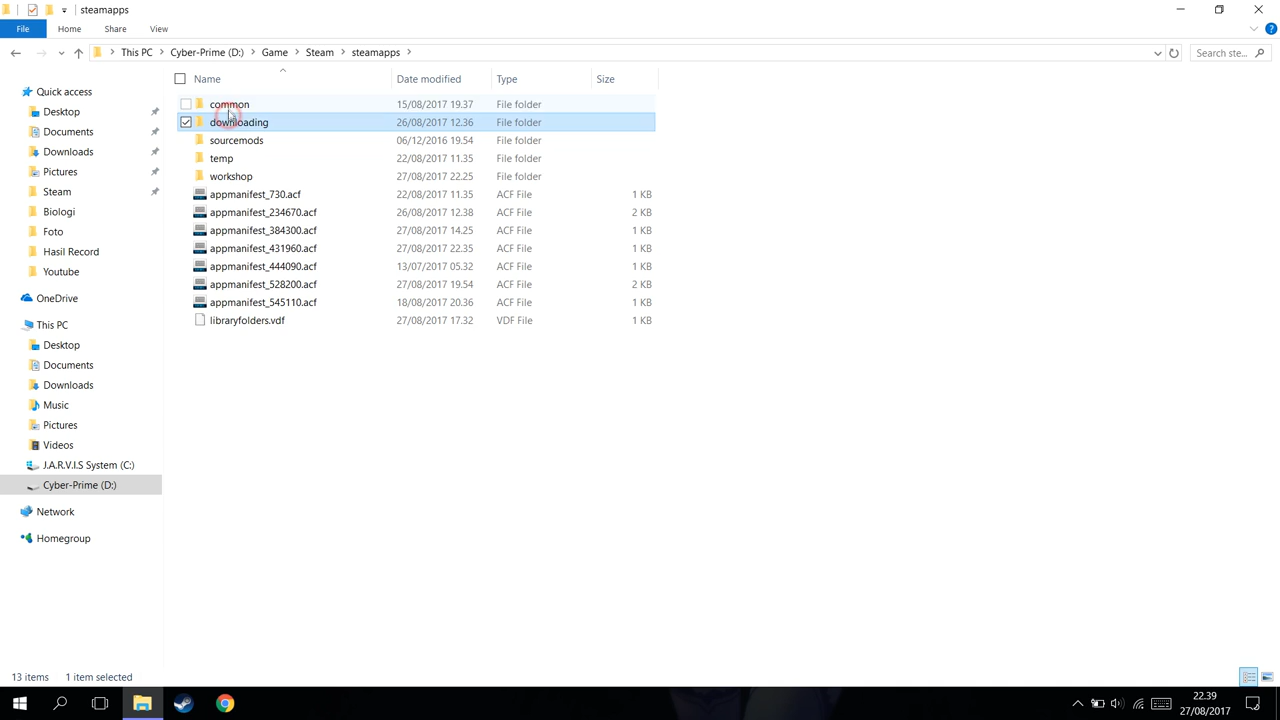 steamapps
File Home Share View
This PC Cyber-Prime (D:) Game Steam steamapps Search ste...
Name Date modified Type Size
Quick access
Desktop
Documents
Downloads
Pictures
Steam
Biologi
Foto
Hasil Record
Youtube
OneDrive
This PC
Desktop
Documents
Downloads
Music
Pictures
Videos
J.A.R.V.I.S System (C:)
Cyber-Prime (D:)
Network
Homegroup
common 15/08/2017 19.37 File folder
downloading 26/08/2017 12.36 File folder
sourcemods 06/12/2016 19.54 File folder
temp 22/08/2017 11.35 File folder
workshop 27/08/2017 22.25 File folder
appmanifest_730.acf 22/08/2017 11.35 ACF File 1 KB
appmanifest_234670.acf 26/08/2017 12.38 ACF File 2 KB
appmanifest_384300.acf 27/08/2017 14.25 ACF File 1 KB
appmanifest_431960.acf 27/08/2017 22.35 ACF File 1 KB
appmanifest_444090.acf 13/07/2017 05.32 ACF File 1 KB
appmanifest_528200.acf 27/08/2017 19.54 ACF File 2 KB
appmanifest_545110.acf 18/08/2017 20.36 ACF File 1 KB
libraryfolders.vdf 27/08/2017 17.32 VDF File 1 KB
13 items 1 item selected
22.39
27/08/2017